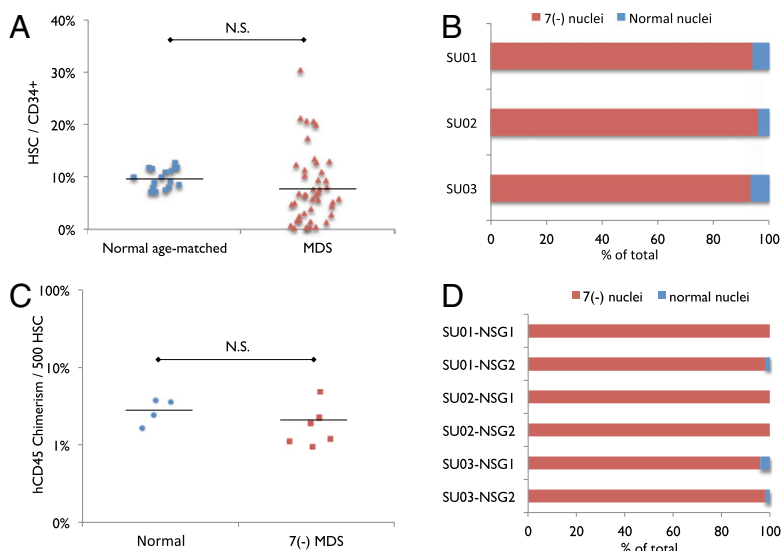 A
N.S.
40%
30%
20%
10%
0%
HSC / CD34+
Normal age-matched
MDS
B
7(-) nuclei
Normal nuclei
SU01
SU02
SU03
0 20 40 60 80 100
% of total
C
N.S.
100%
10%
1%
0%
hCD45 Chimerism / 500 HSC
Normal
7(-) MDS
D
7(-) nuclei
normal nuclei
SU01-NSG1
SU01-NSG2
SU02-NSG1
SU02-NSG2
SU03-NSG1
SU03-NSG2
0 20 40 60 80 100
% of total